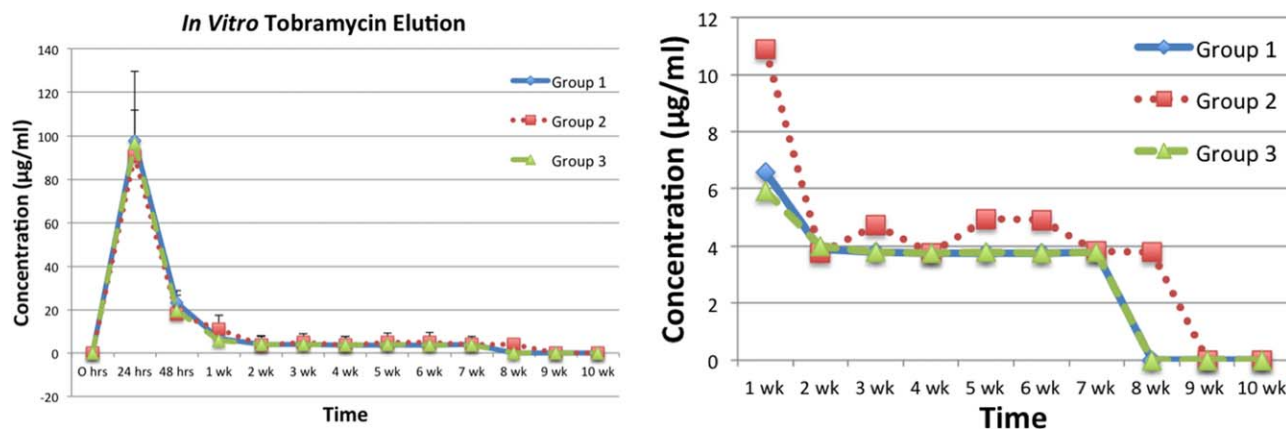 In Vitro Tobramycin Elution
Concentration (µg/ml)
140
120
100
80
60
40
20
0
-20
Group 1
Group 2
Group 3
0 hrs 24 hrs 48 hrs 1 wk 2 wk 3 wk 4 wk 5 wk 6 wk 7 wk 8 wk 9 wk 10 wk
Time
Concentration (µg/ml)
12
10
8
6
4
2
0
Group 1
Group 2
Group 3
1 wk 2 wk 3 wk 4 wk 5 wk 6 wk 7 wk 8 wk 9 wk 10 wk
Time